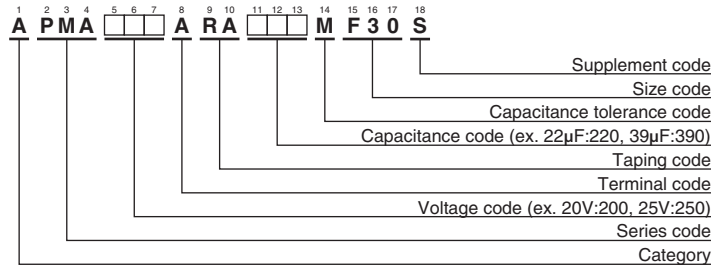 1 2 3 4 5 6 7 8 9 10 11 12 13 14 15 16 17 18
A PMA □□□ A RA □□□ M F30 S
Supplement code
Size code
Capacitance tolerance code
Capacitance code (ex. 22µF:220, 39µF:390)
Taping code
Terminal code
Voltage code (ex. 20V:200, 25V:250)
Series code
Category